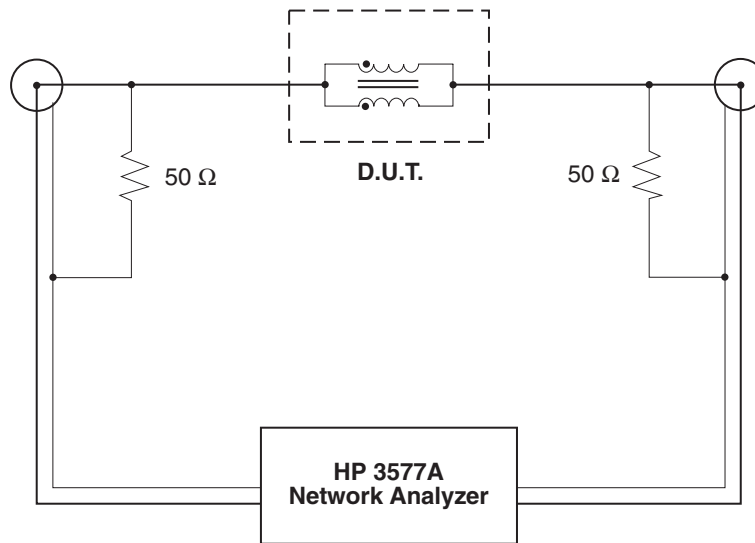 D.U.T.
50 Ω
50 Ω
HP 3577A
Network Analyzer